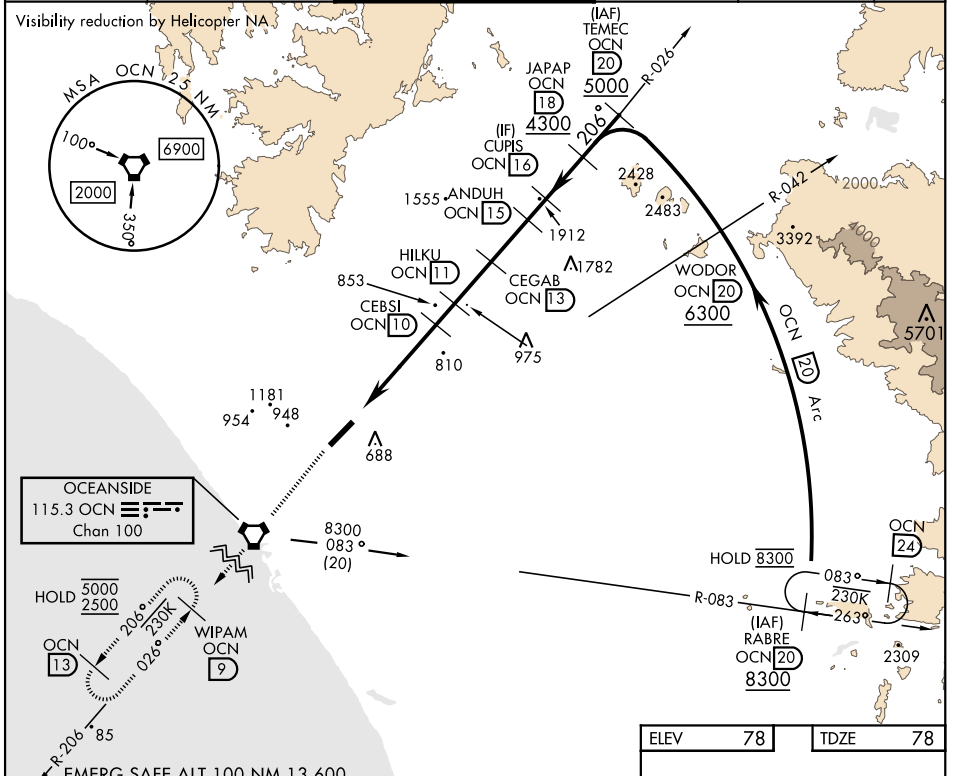 Visibility reduction by Helicopter NA
MSA OCN 25 NM
100°
6900
2000
350°
(IAF)
TEMEC
OCN
20
5000
R-026
JAPAP
OCN
18
4300
206°
(IF)
CUPIS
OCN 16
1555
ANDUH
OCN 15
1912
2428
2483
R-042
2000
4000
3392
HILKU
OCN 11
853
CEGAB
OCN 13
1782
WODOR
OCN 20
6300
CEBSI
OCN 10
975
810
OCN 20 Arc
5701
1181
954
948
688
OCEANSIDE
115.3 OCN
Chan 100
8300
083°
(20)
HOLD 8300
OCN
24
083°
230K
263°
R-083
(IAF)
RABRE
OCN 20
8300
2309
HOLD 5000
2500
206°
230K
026°
OCN
13
WIPAM
OCN
9
R-206
85
ELEV 78
TDZE 78
EMERG SAFE ALT 100 NM 13,600